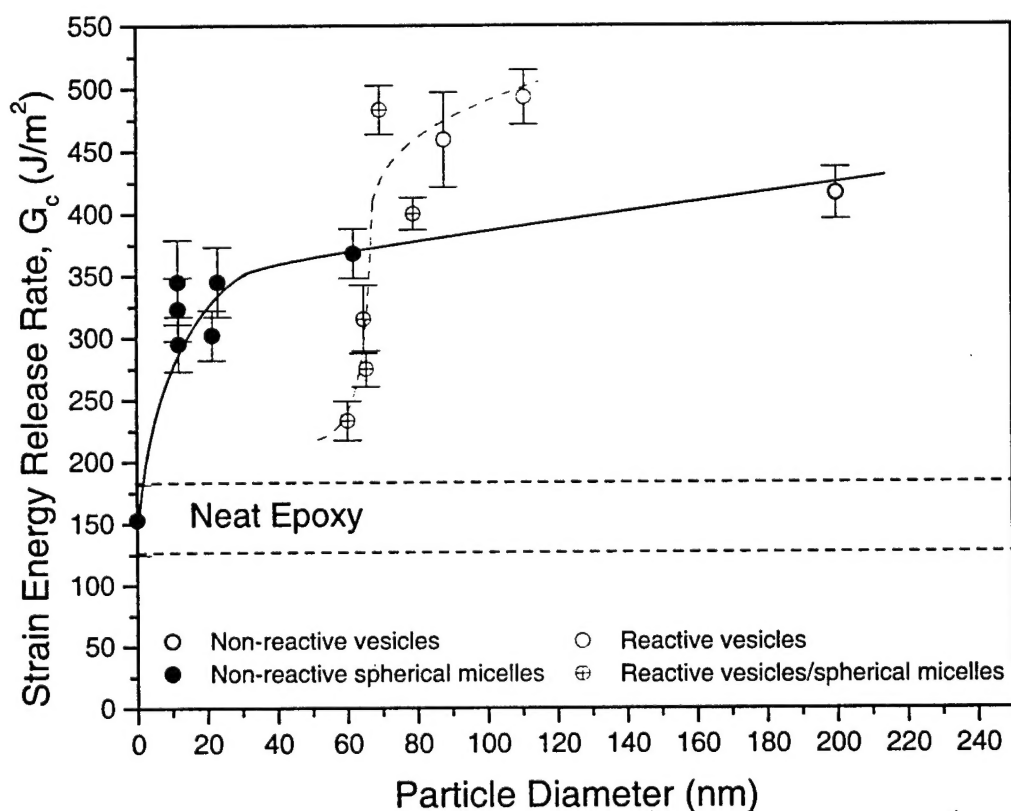 Strain Energy Release Rate, G_c (J/m²)
550
500
450
400
350
300
250
200
150
100
50
0
Neat Epoxy
Non-reactive vesicles
Reactive vesicles
Non-reactive spherical micelles
Reactive vesicles/spherical micelles
0 20 40 60 80 100 120 140 160 180 200 220 240
Particle Diameter (nm)